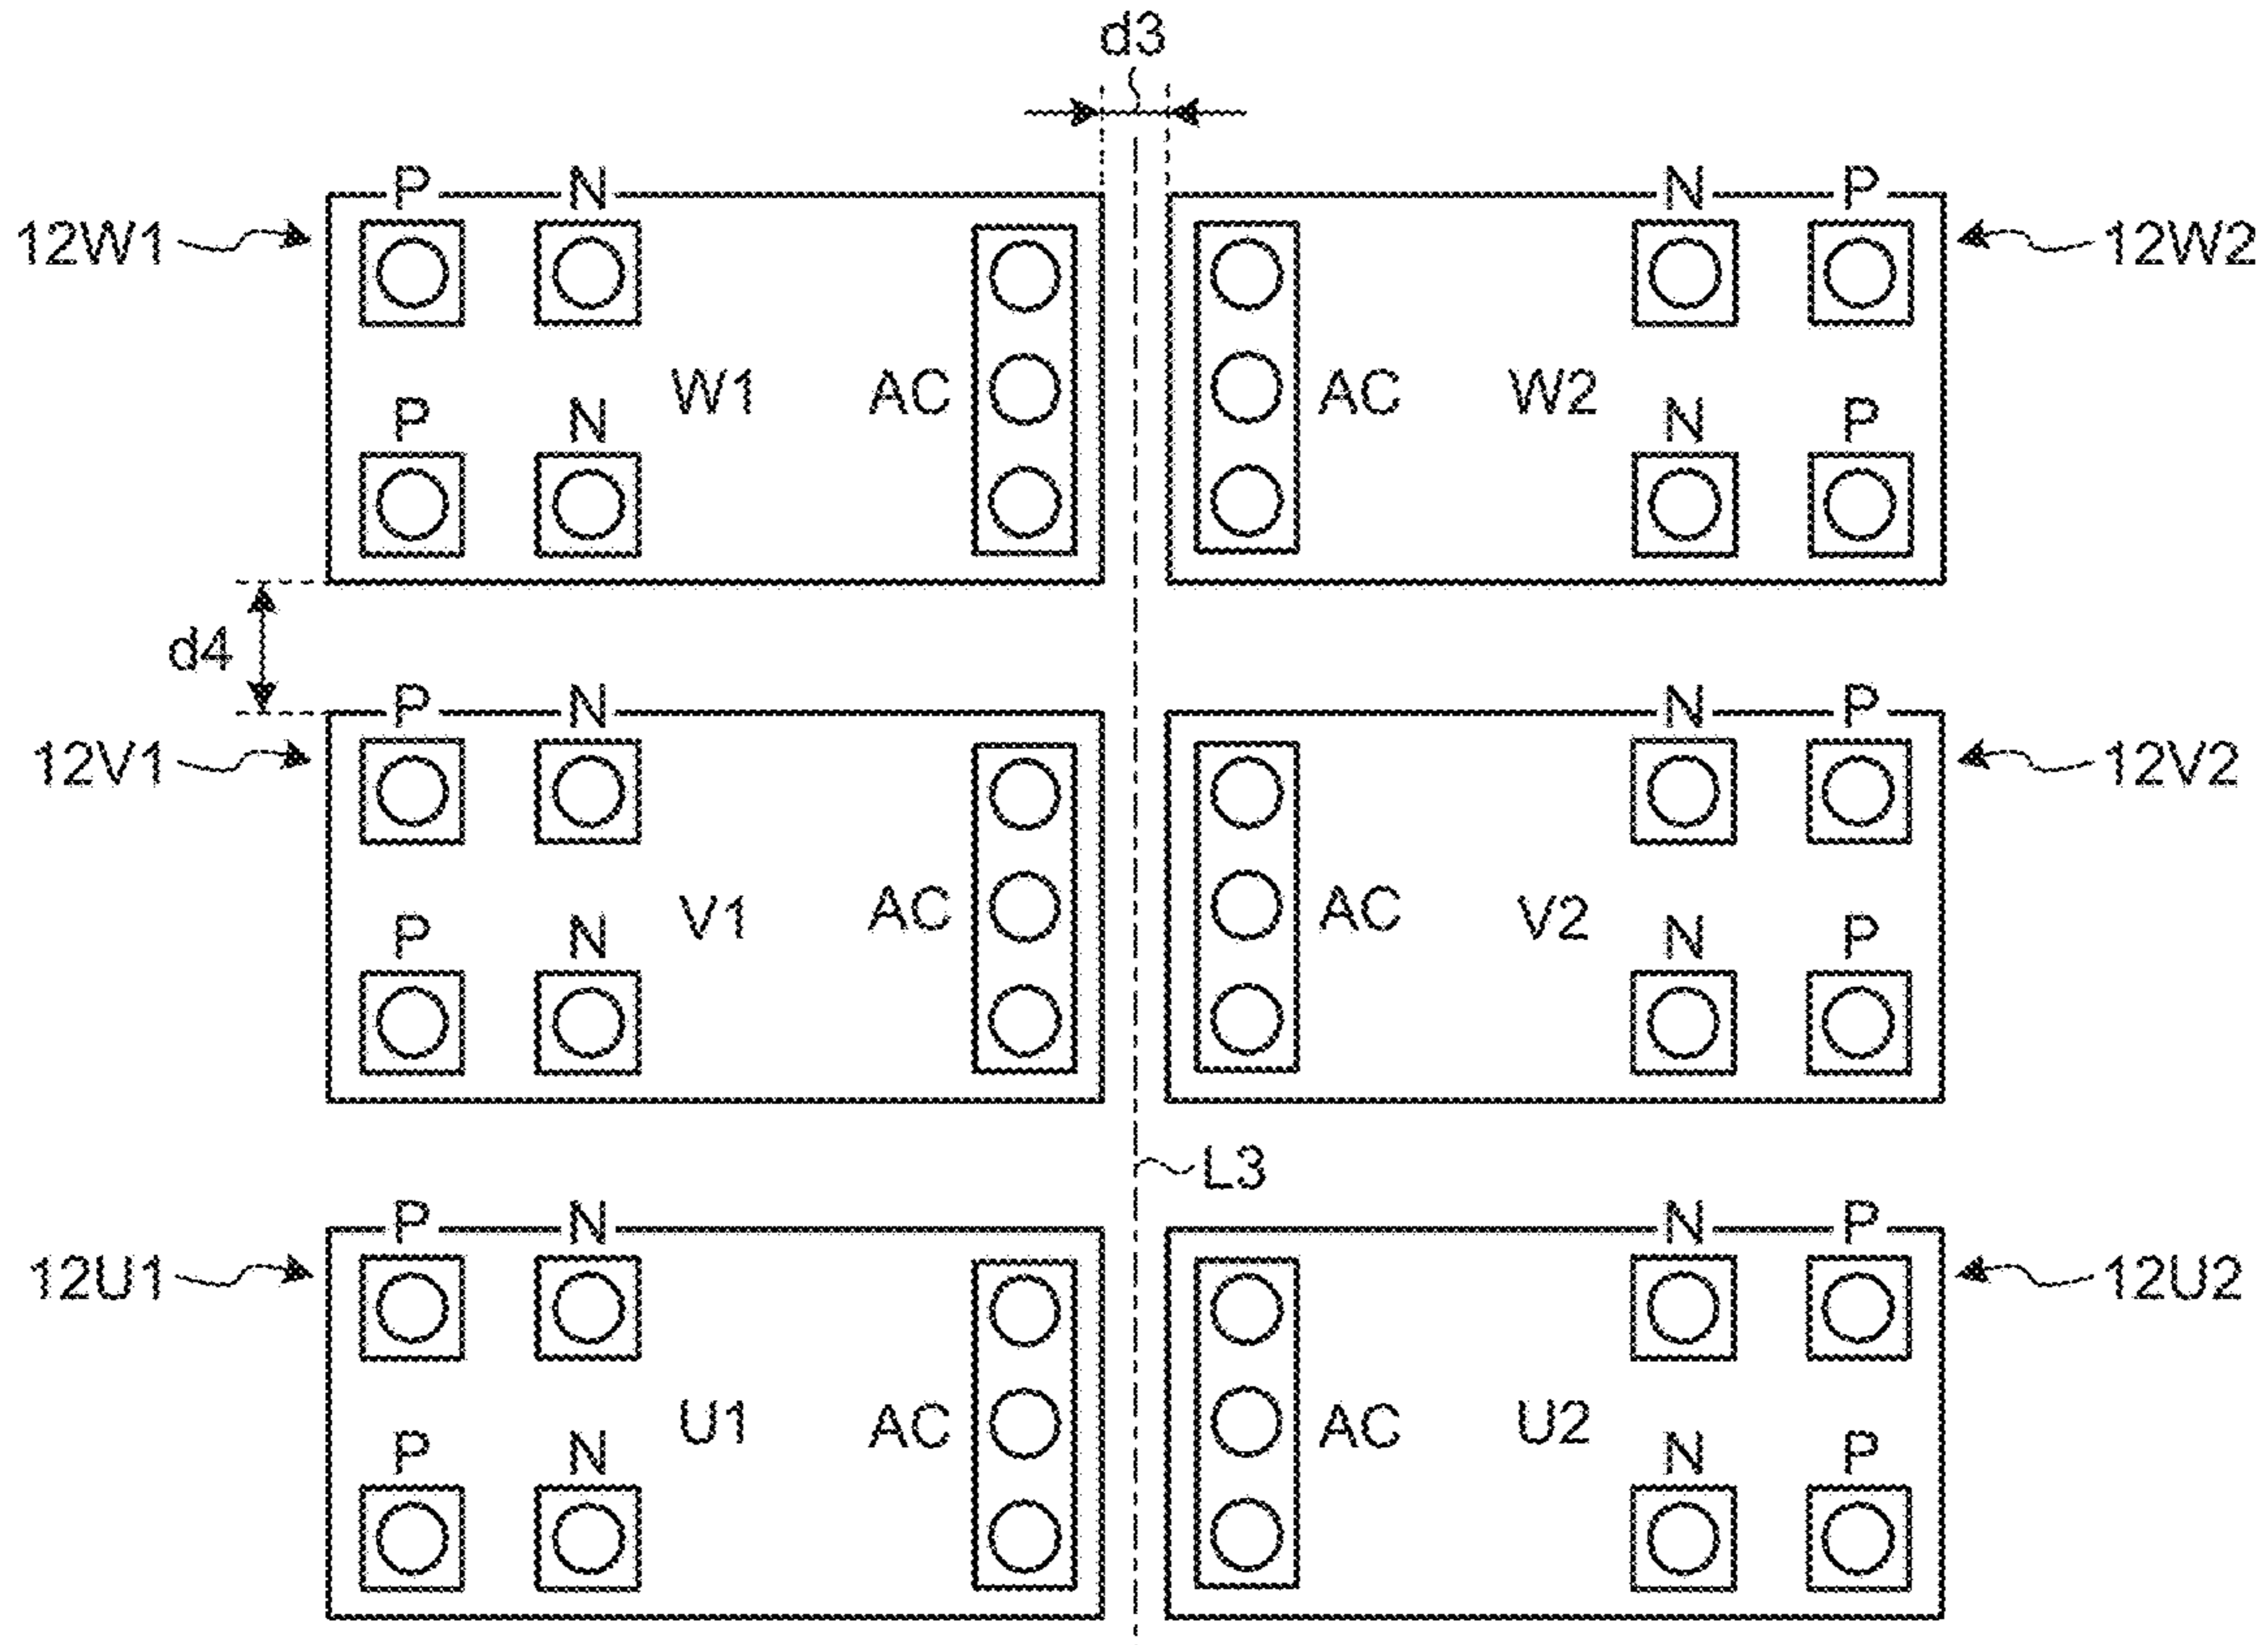 d3
P N N P
12W1 12W2
W1 AC AC W2
P N N P
d4
P N N P
12V1 12V2
V1 AC AC V2
P N N P
L3
P N N P
12U1 12U2
U1 AC AC U2
P N N P